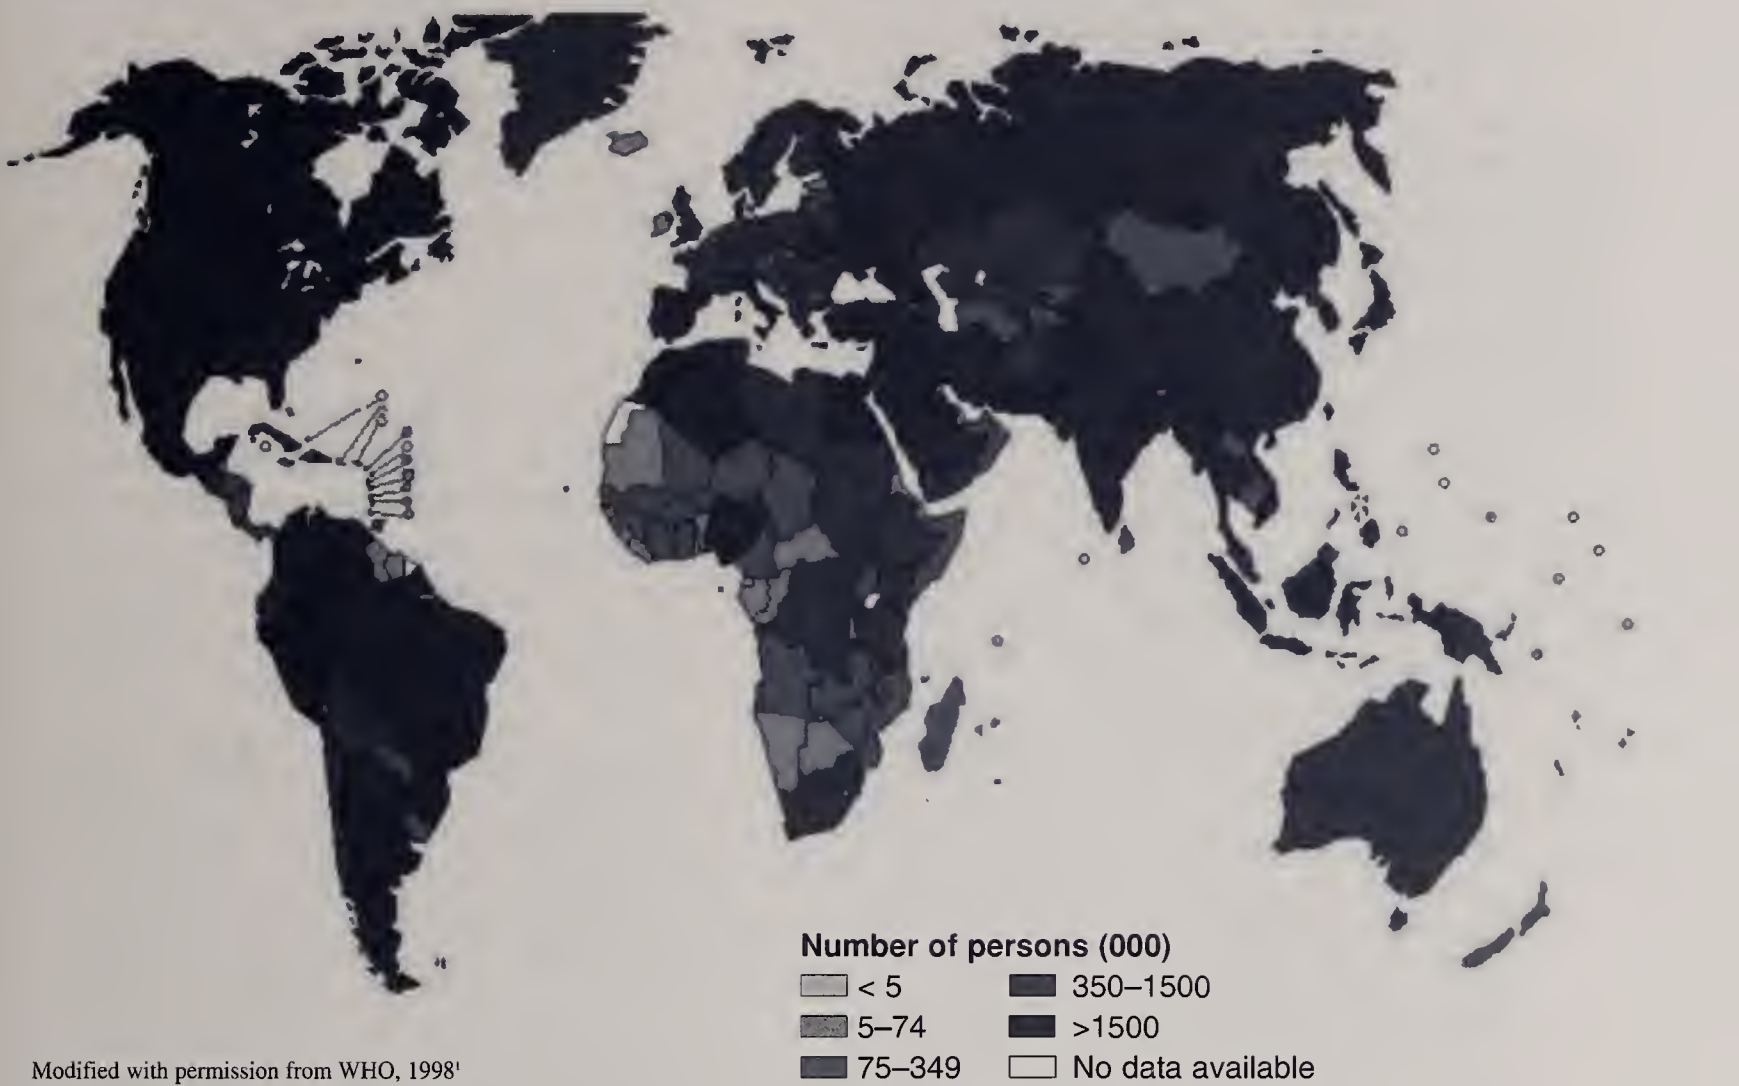 Number of persons (000)
< 5
5–74
75–349
350–1500
>1500
No data available
Modified with permission from WHO, 1998¹